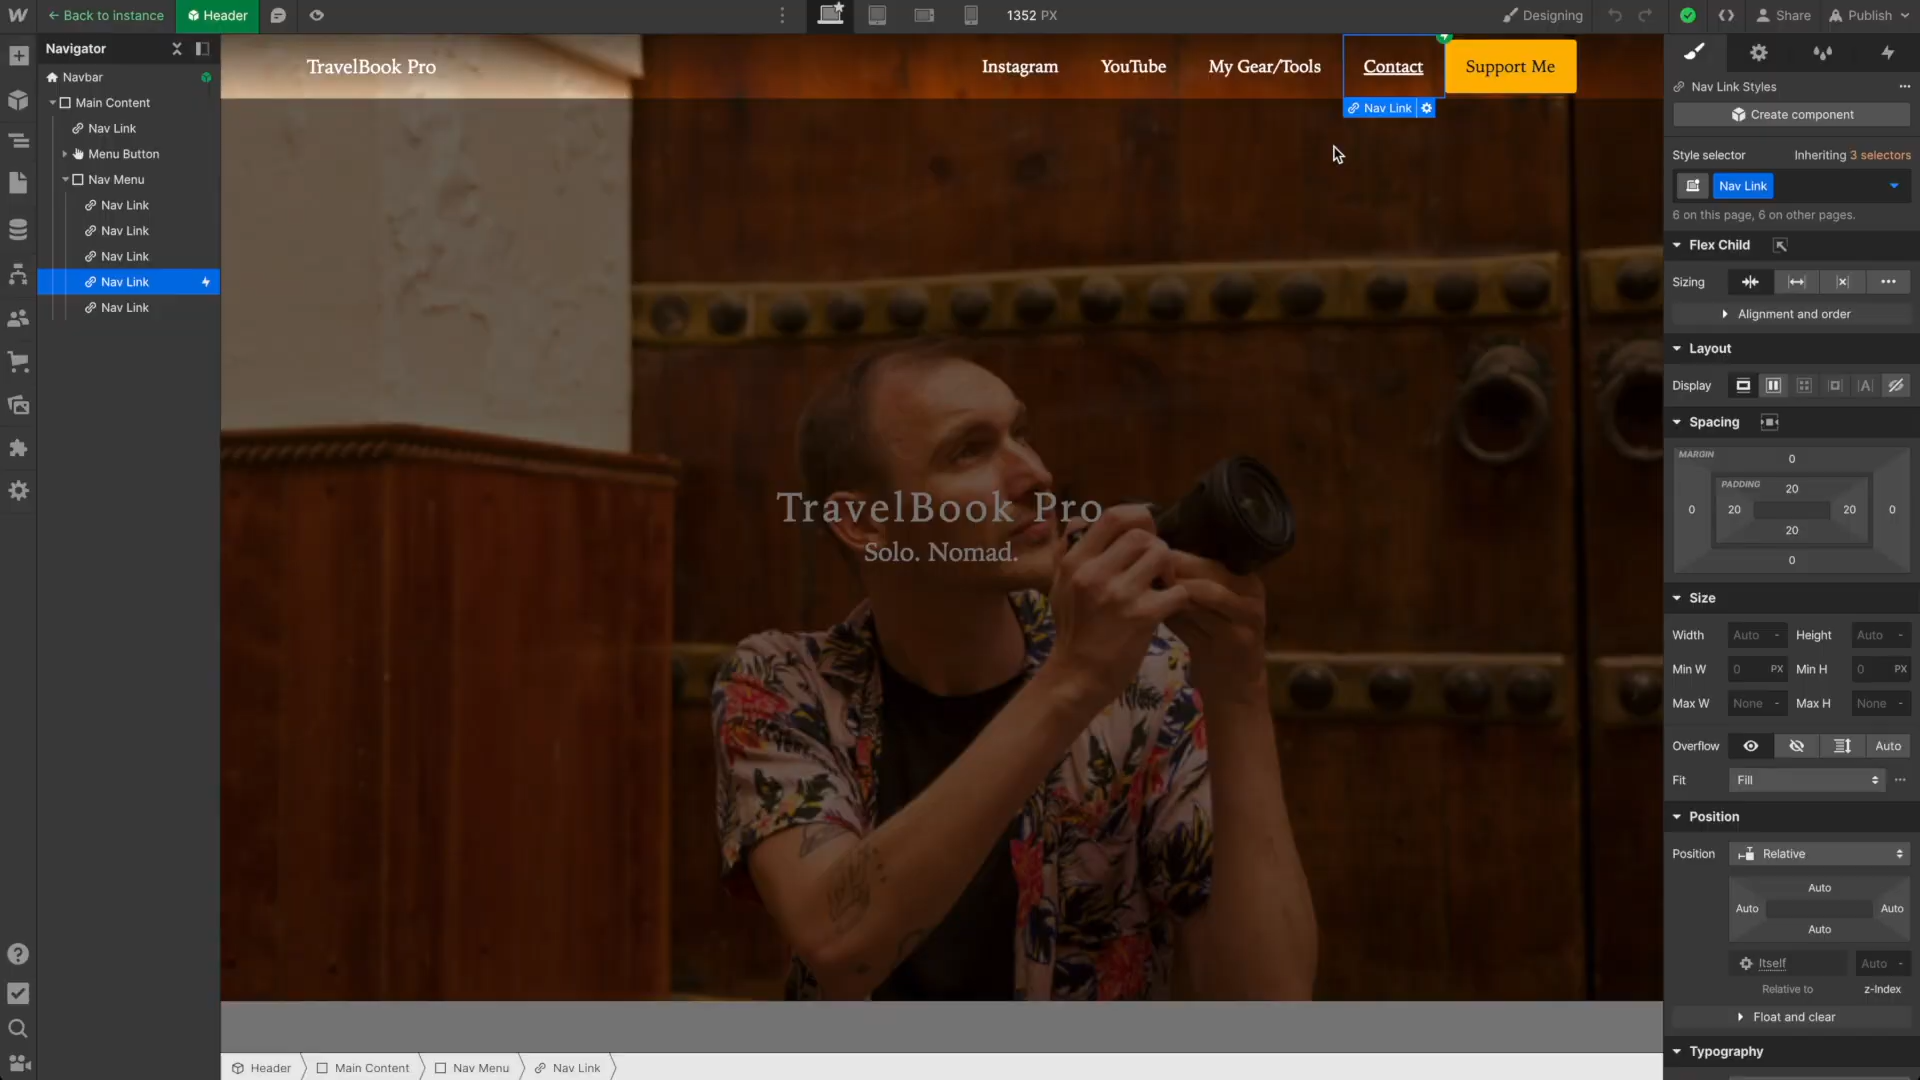 Back to instance
Header
1352 PX
Designing
Share
Publish
Navigator
Navbar
Main Content
Nav Link
Menu Button
Nav Menu
Nav Link
Nav Link
Nav Link
Nav Link
Nav Link
TravelBook Pro
Instagram
YouTube
My Gear/Tools
Contact
Support Me
Nav Link
TravelBook Pro
Solo. Nomad.
Header
Main Content
Nav Menu
Nav Link
Nav Link Styles
Create component
Style selector
Inheriting 3 selectors
Nav Link
6 on this page, 6 on other pages.
Flex Child
Sizing
Alignment and order
Layout
Display
Spacing
MARGIN
0
PADDING
20
0
20
20
0
20
0
Size
Width
Auto -
Height
Auto -
Min W
0 PX
Min H
0 PX
Max W
None -
Max H
None -
Overflow
Auto
Fit
Fill
Position
Position
Relative
Auto
Auto
Auto
Auto
Itself
Auto -
Relative to
z-Index
Float and clear
Typography